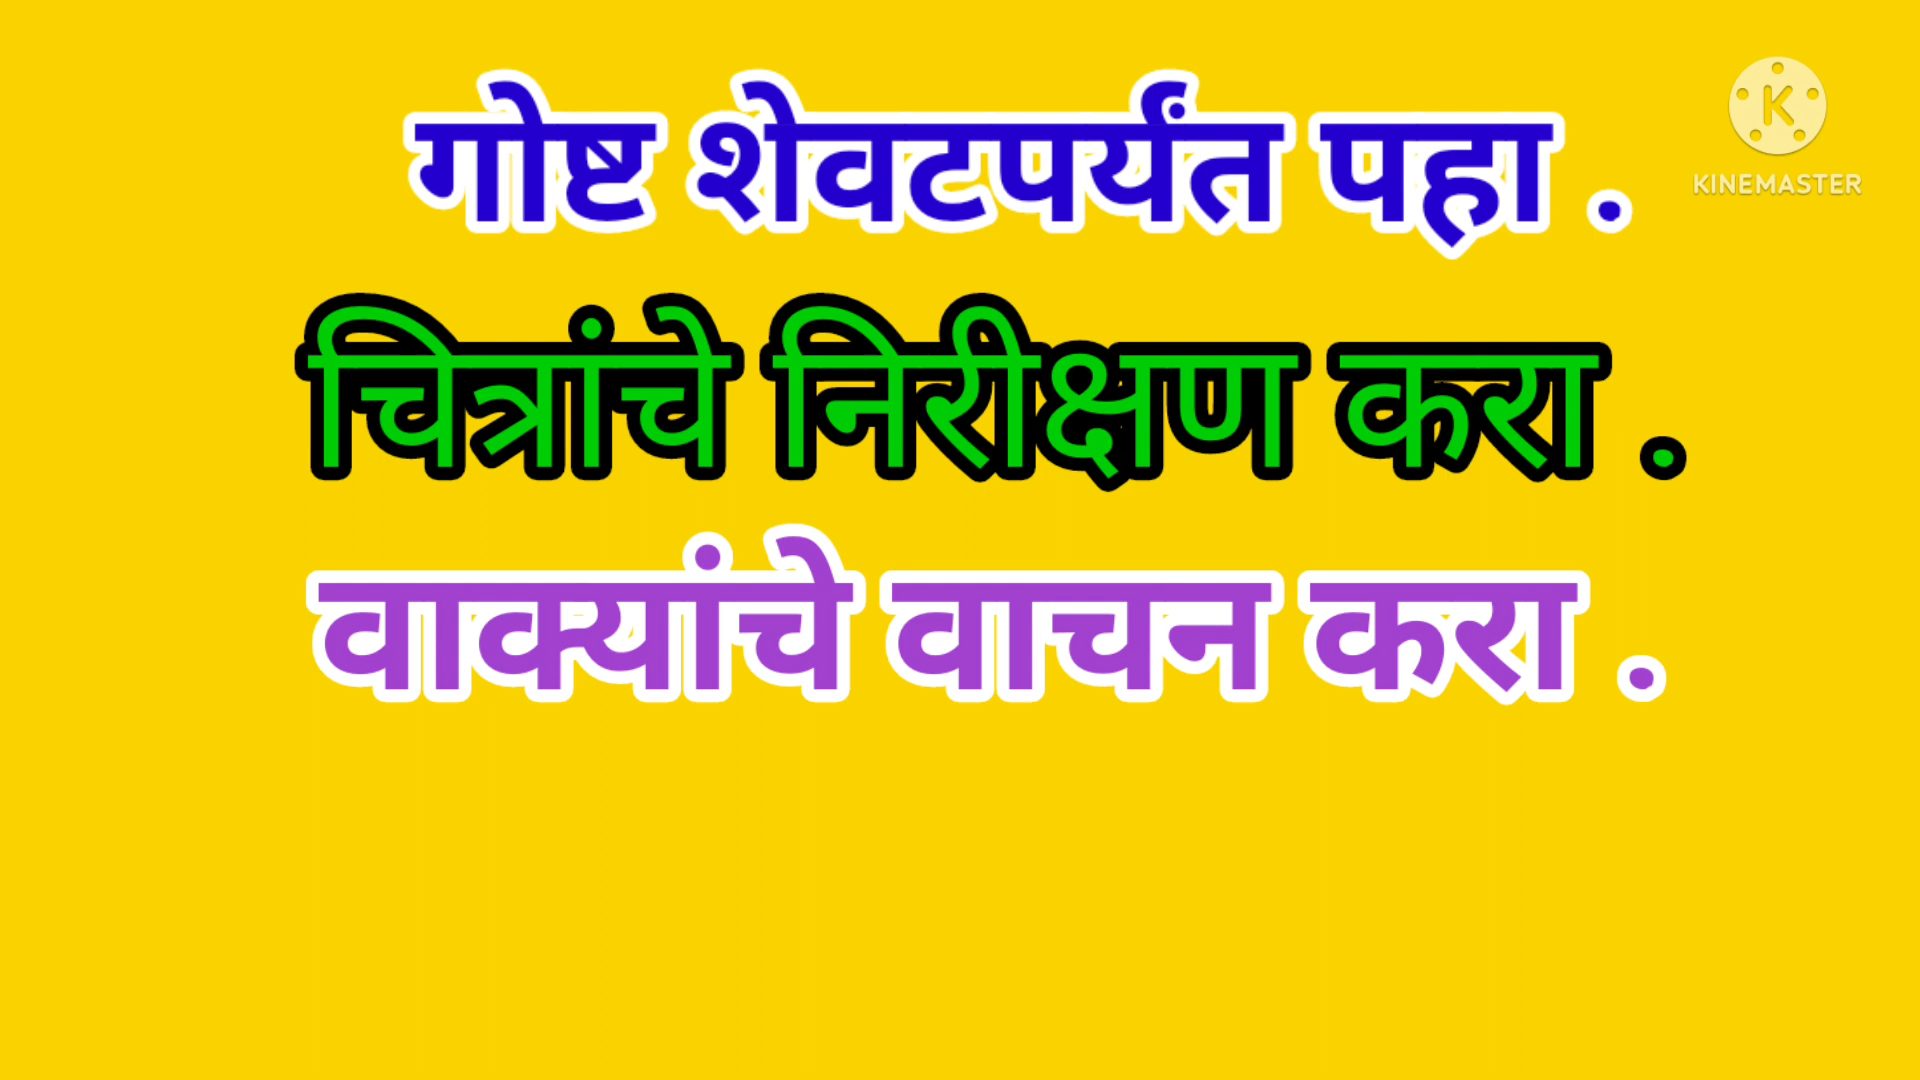 गोष्ट शेवटपर्यंत पहा .
KINEMASTER
चित्रांचे निरीक्षण करा .
वाक्यांचे वाचन करा .